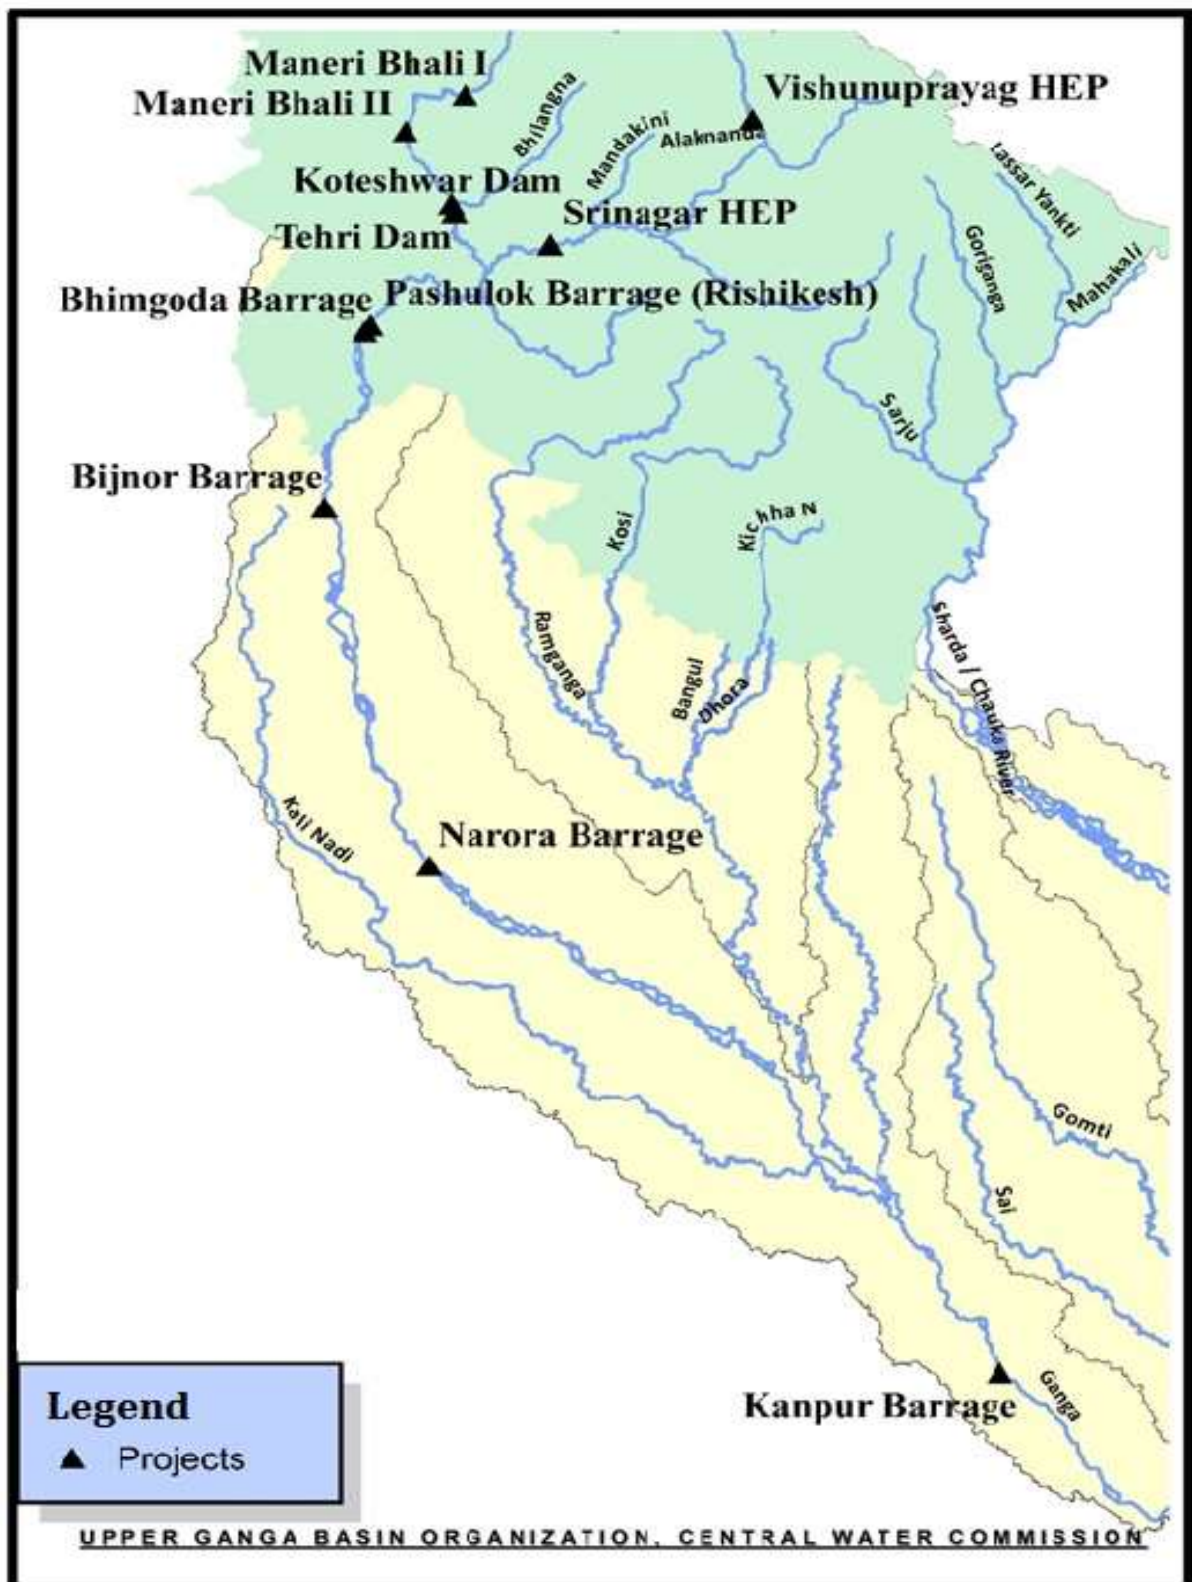 Maneri Bhali I
Maneri Bhali II
Vishunuprayag HEP
Bhilangna
Mandakini
Alaknanda
Lassar Yankti
Koteshwar Dam
Srinagar HEP
Tehri Dam
Goriganga
Mahakali
Bhimgoda Barrage
Pashulok Barrage (Rishikesh)
Sarju
Bijnor Barrage
Kosi
Kichha N
Ramganga
Bangul
Dhora
Sharda / Chauka River
Kali Nadi
Narora Barrage
Gomti
Sai
Kanpur Barrage
Ganga
Legend
Projects
UPPER GANGA BASIN ORGANIZATION, CENTRAL WATER COMMISSION